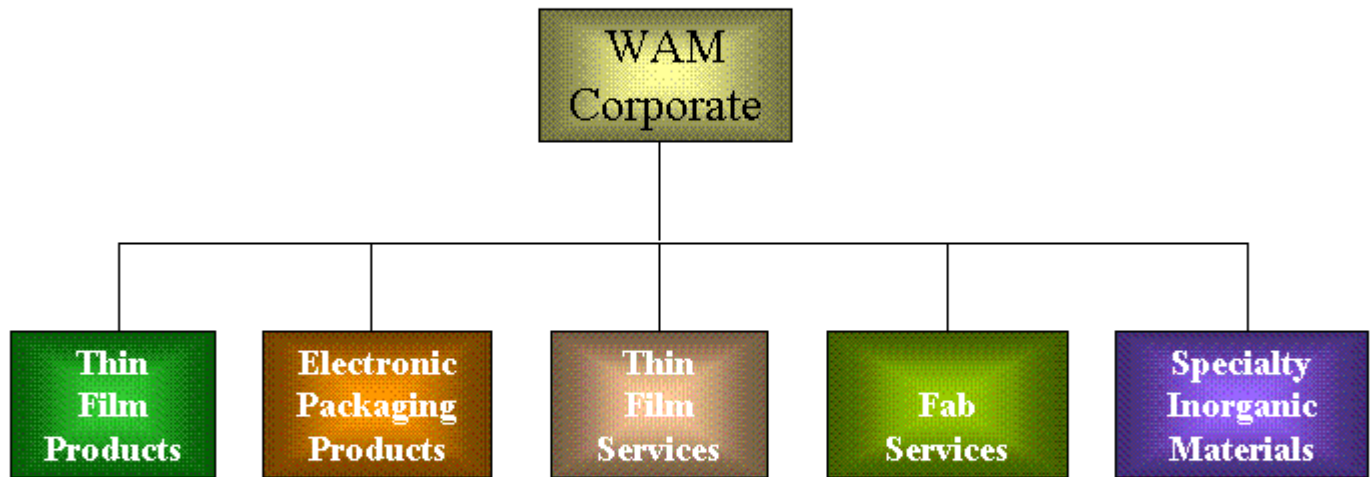 WAM
Corporate
Thin
Film
Products
Electronic
Packaging
Products
Thin
Film
Services
Fab
Services
Specialty
Inorganic
Materials